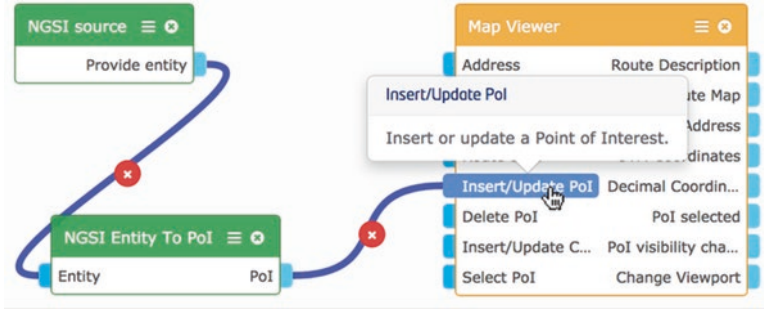 NGSI source
Provide entity
Map Viewer
Address Route Description
Map
Address
Insert/Update PoI
Insert or update a Point of Interest.
Insert/Update PoI Decimal Coordin...
Delete PoI PoI selected
Insert/Update C... PoI visibility cha...
Select PoI Change Viewport
NGSI Entity To PoI
Entity PoI